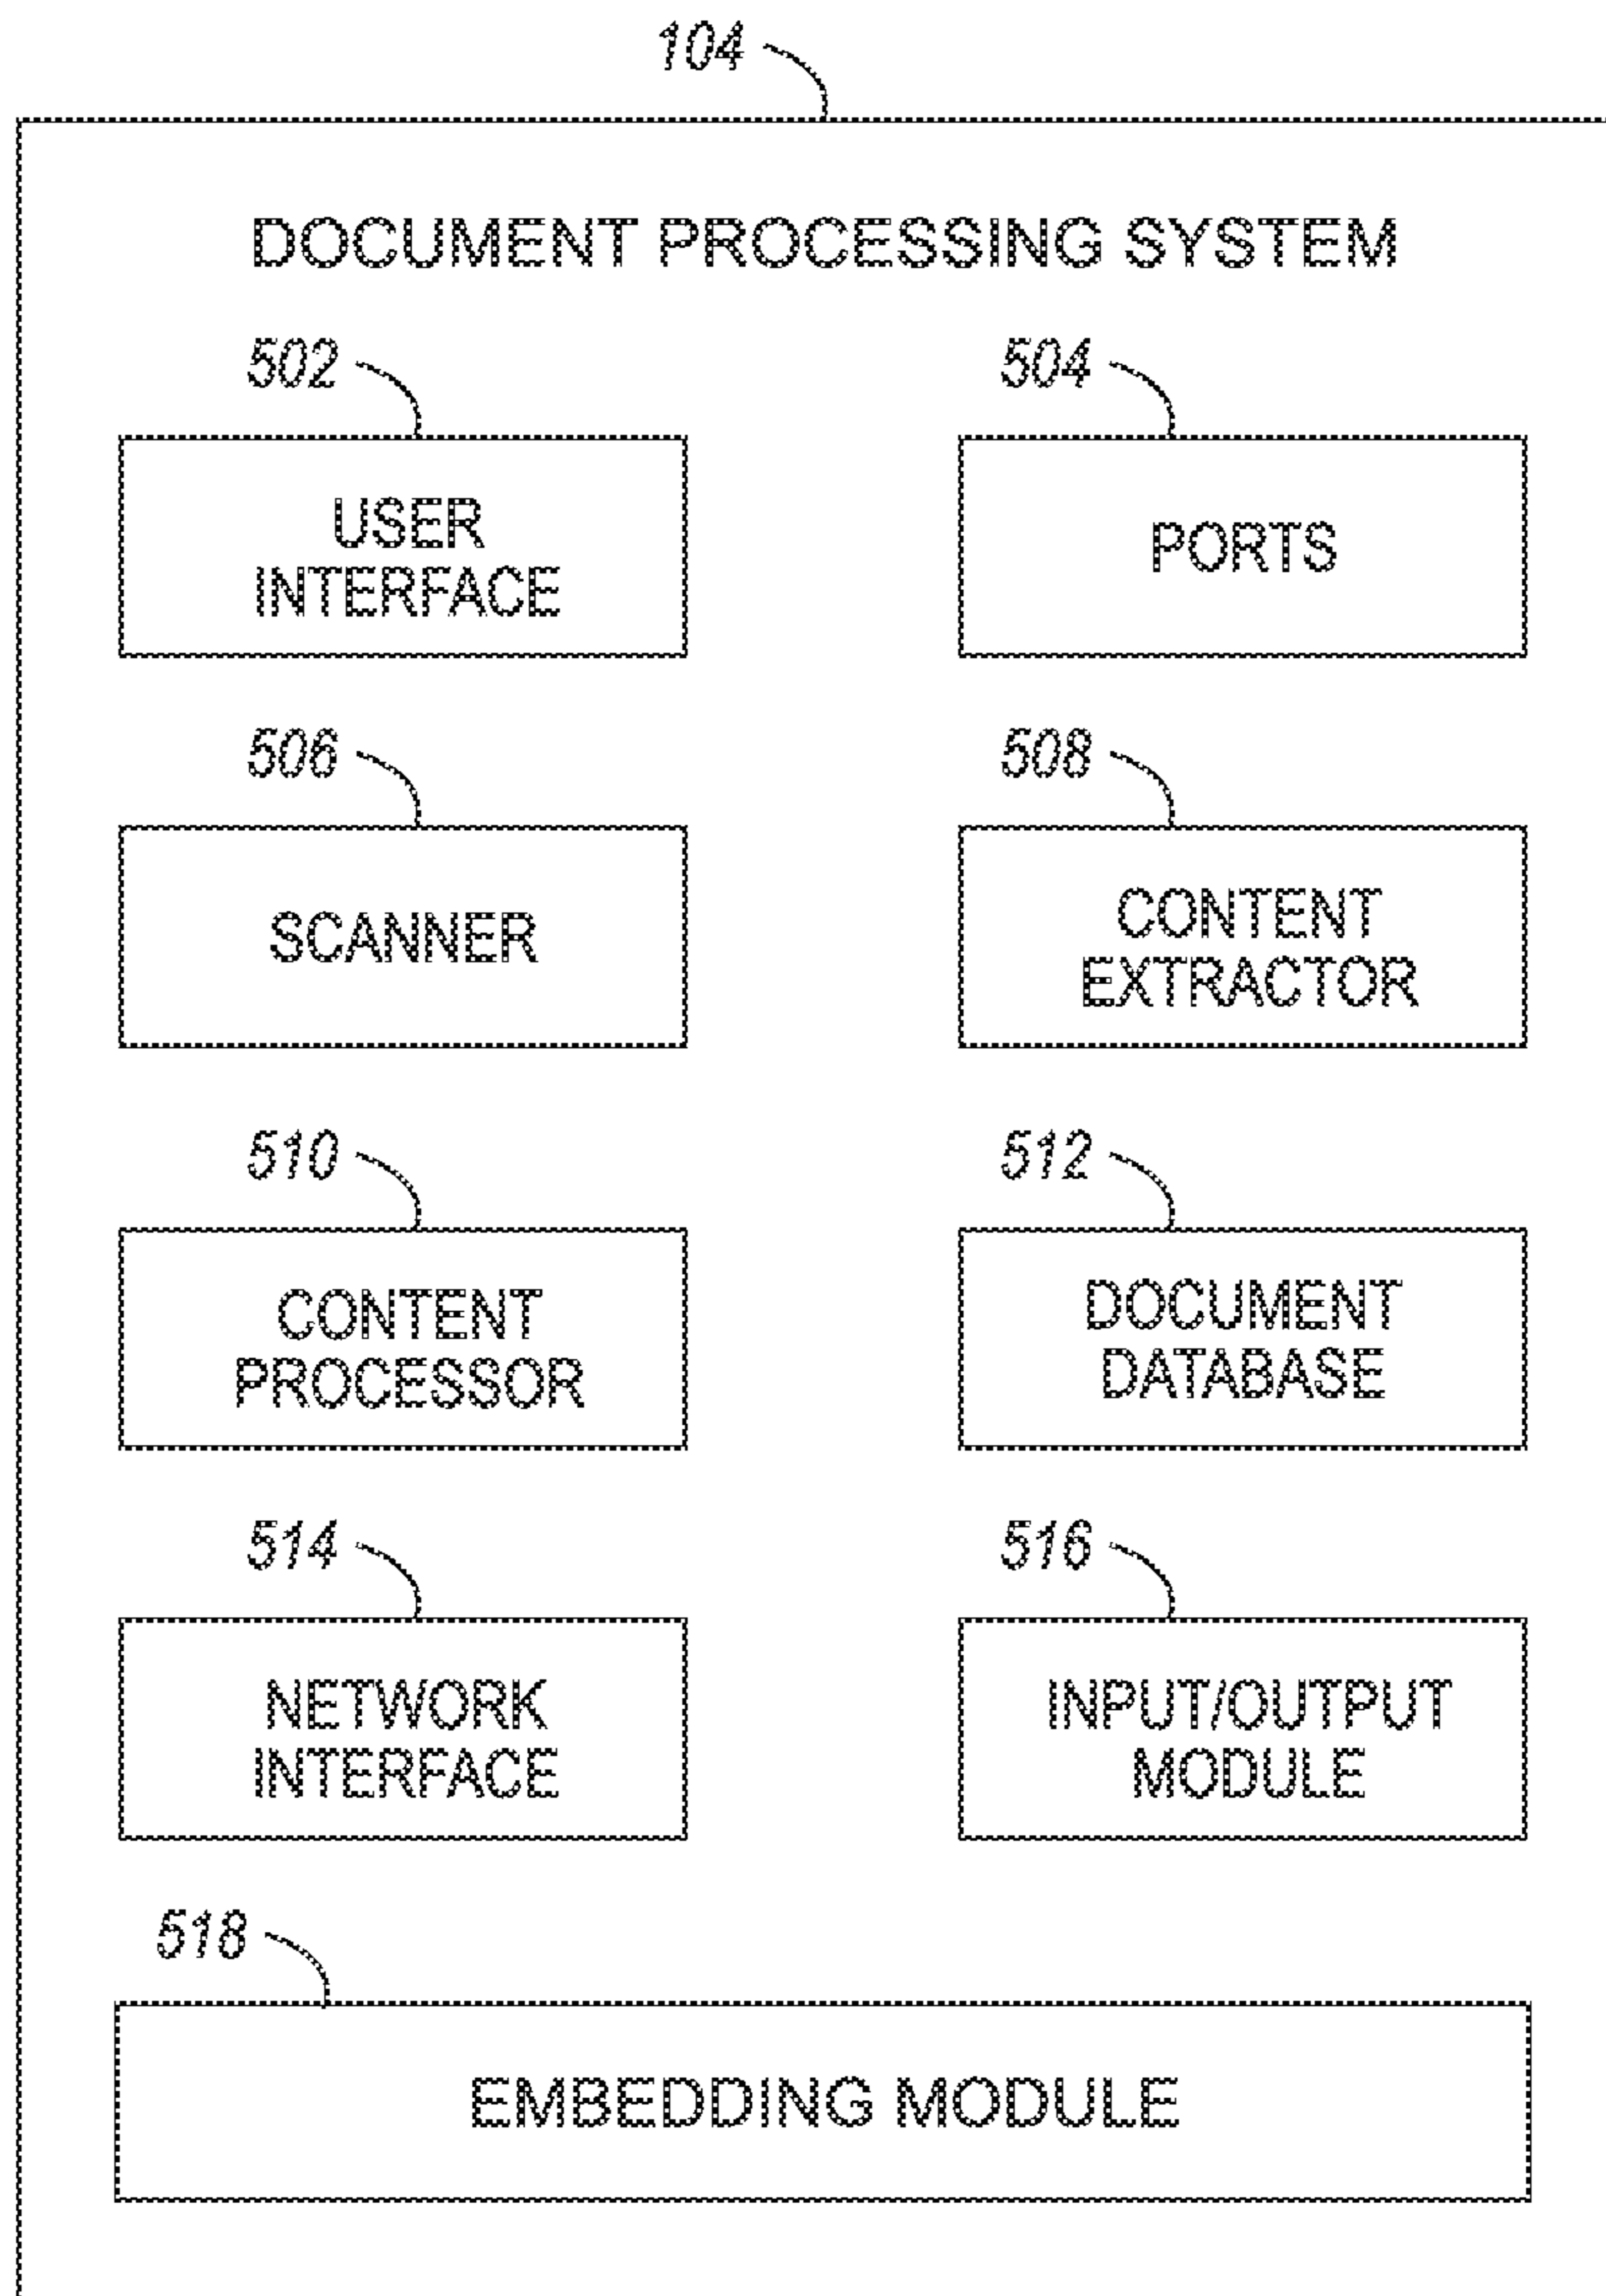 104
DOCUMENT PROCESSING SYSTEM
502
504
USER
INTERFACE
PORTS
506
508
SCANNER
CONTENT
EXTRACTOR
510
512
CONTENT
PROCESSOR
DOCUMENT
DATABASE
514
516
NETWORK
INTERFACE
INPUT/OUTPUT
MODULE
518
EMBEDDING MODULE